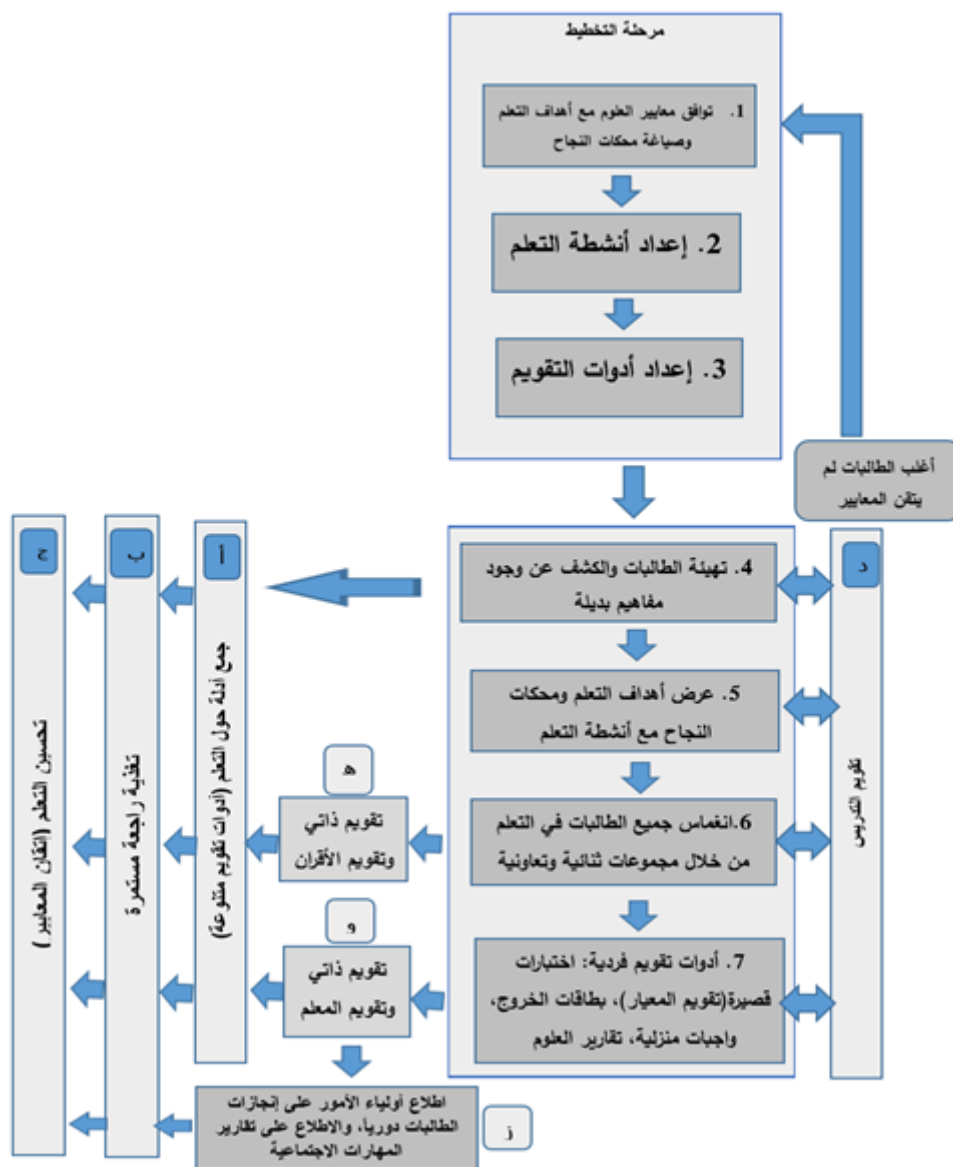 مرحلة التخطيط
1. توافق معايير العلوم مع أهداف التعلم
وصياغة محكات النجاح
2. إعداد أنشطة التعلم
3. إعداد أدوات التقويم
أغلب الطالبات لم
يتقن المعايير
د
تقويم التدريس
4. تهيئة الطالبات والكشف عن وجود
مفاهيم بديلة
5. عرض أهداف التعلم ومحكات
النجاح مع أنشطة التعلم
6.انغماس جميع الطالبات في التعلم
من خلال مجموعات ثنائية وتعاونية
7. أدوات تقويم فردية: اختبارات
قصيرة(تقويم المعيار)، بطاقات الخروج،
واجبات منزلية، تقارير العلوم
ه
تقويم ذاتي
وتقويم الأقران
و
تقويم ذاتي
وتقويم المعلم
أ
جمع أدلة حول التعلم (أدوات تقويم متنوعة)
ب
تغذية راجعة مستمرة
ج
تحسين التعلم (إتقان المعايير )
ز
اطلاع أولياء الأمور على إنجازات
الطالبات دورياً، والاطلاع على تقارير
المهارات الاجتماعية